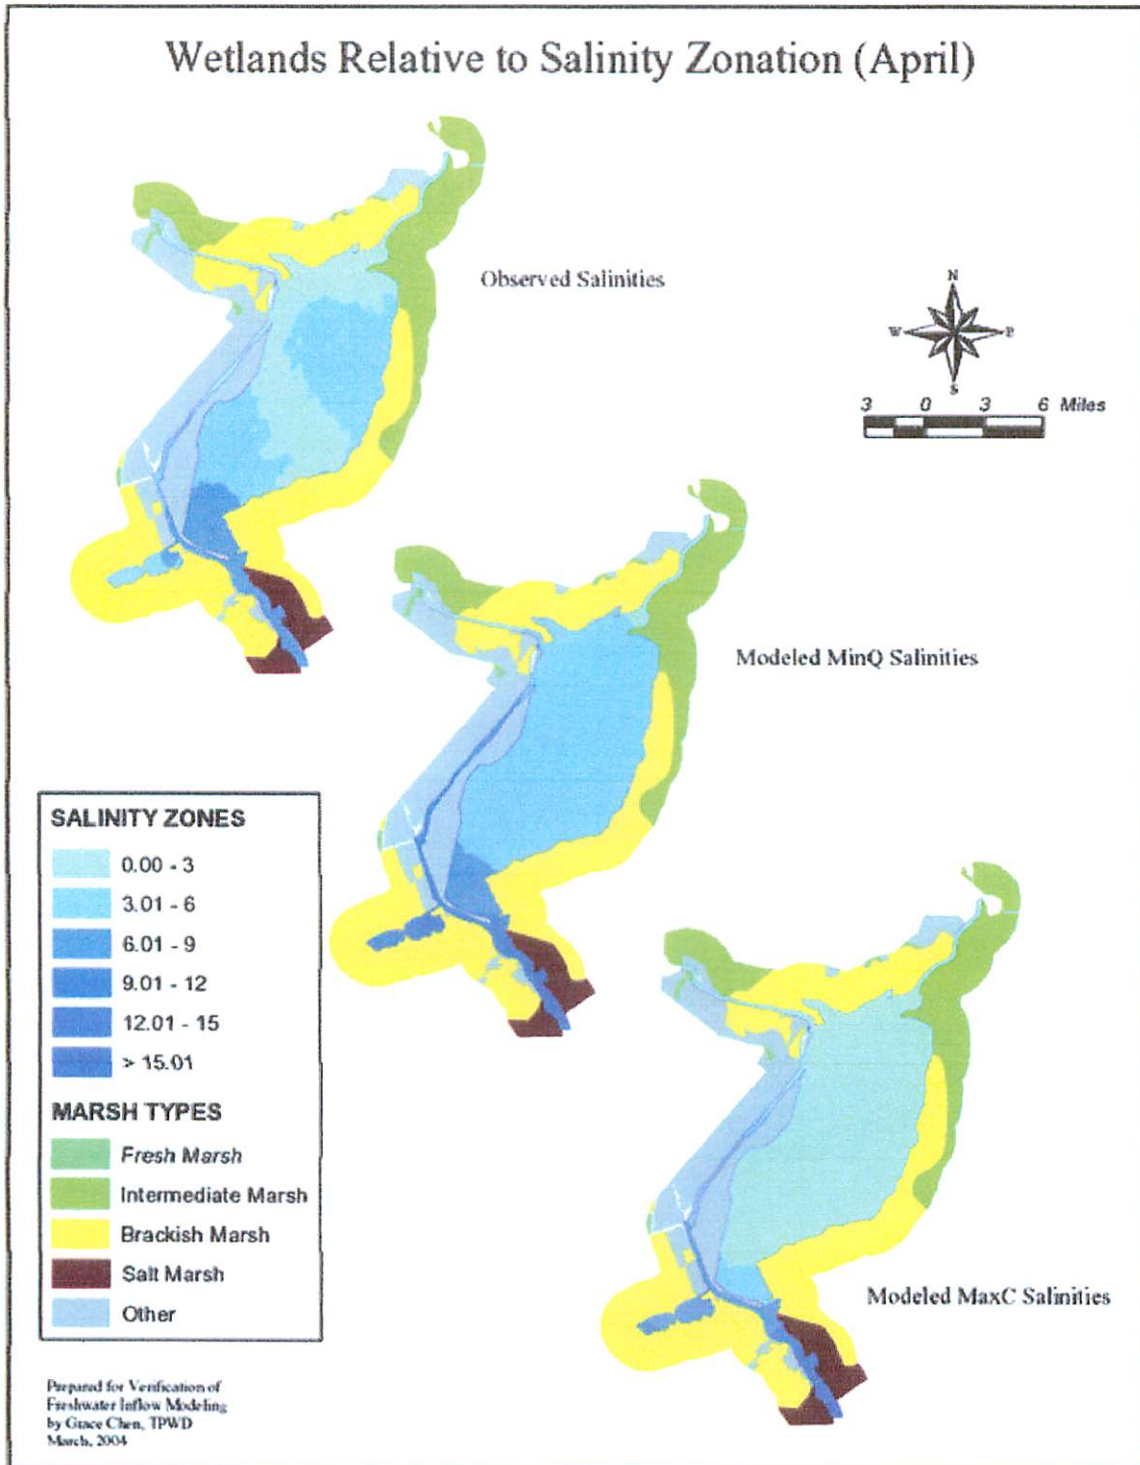 Wetlands Relative to Salinity Zonation (April)
Observed Salinities
N
W
S
3 0 3 6 Miles
Modeled MinQ Salinities
SALINITY ZONES
0.00 - 3
3.01 - 6
6.01 - 9
9.01 - 12
12.01 - 15
> 15.01
MARSH TYPES
Fresh Marsh
Intermediate Marsh
Brackish Marsh
Salt Marsh
Other
Modeled MaxC Salinities
Prepared for Verification of
Freshwater Inflow Modeling
by Grace Chen, TPWD
March, 2004